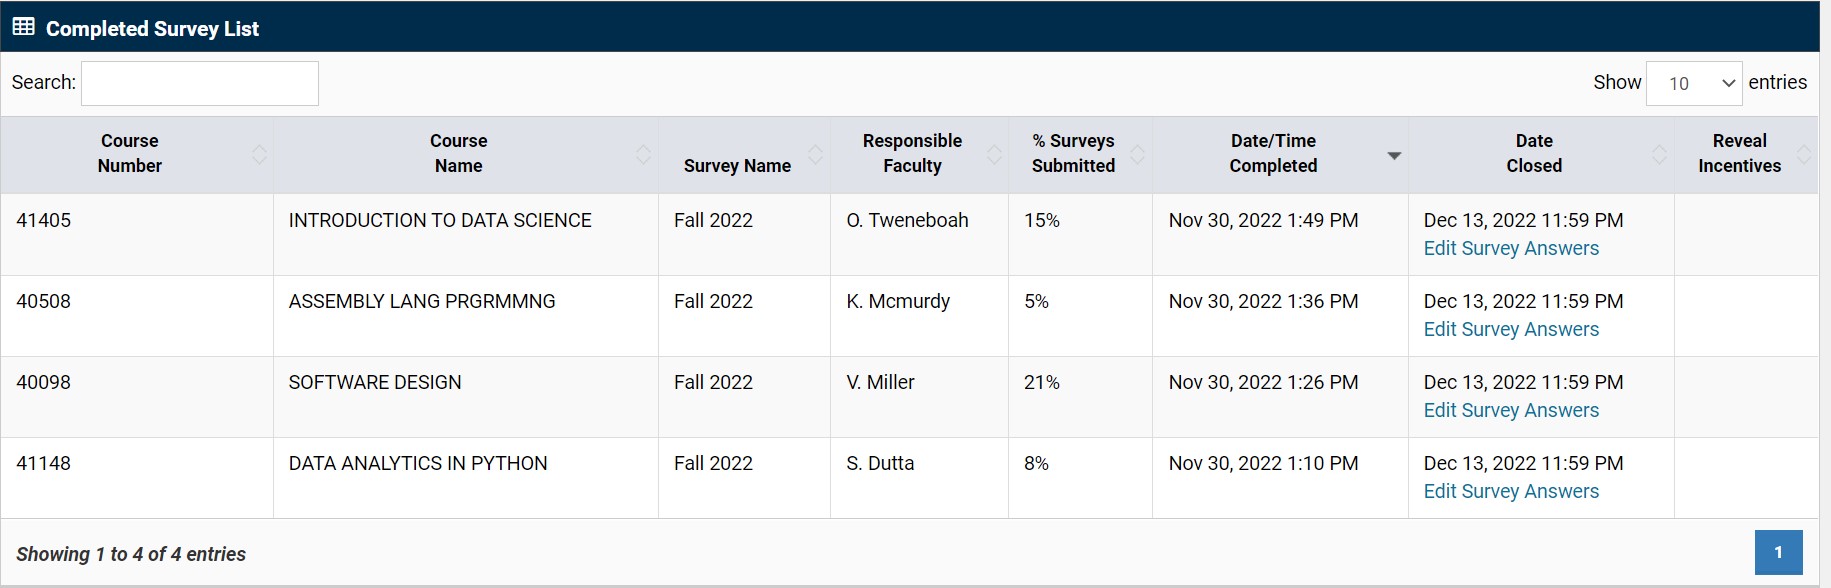 Completed Survey List
Search:
Show 10 entries
Course Number
Course Name
Survey Name
Responsible Faculty
% Surveys Submitted
Date/Time Completed
Date Closed
Reveal Incentives
41405 INTRODUCTION TO DATA SCIENCE Fall 2022 O. Tweneboah 15% Nov 30, 2022 1:49 PM Dec 13, 2022 11:59 PM
Edit Survey Answers
40508 ASSEMBLY LANG PRGRMMNG Fall 2022 K. Mcmurdy 5% Nov 30, 2022 1:36 PM Dec 13, 2022 11:59 PM
Edit Survey Answers
40098 SOFTWARE DESIGN Fall 2022 V. Miller 21% Nov 30, 2022 1:26 PM Dec 13, 2022 11:59 PM
Edit Survey Answers
41148 DATA ANALYTICS IN PYTHON Fall 2022 S. Dutta 8% Nov 30, 2022 1:10 PM Dec 13, 2022 11:59 PM
Edit Survey Answers
Showing 1 to 4 of 4 entries
1